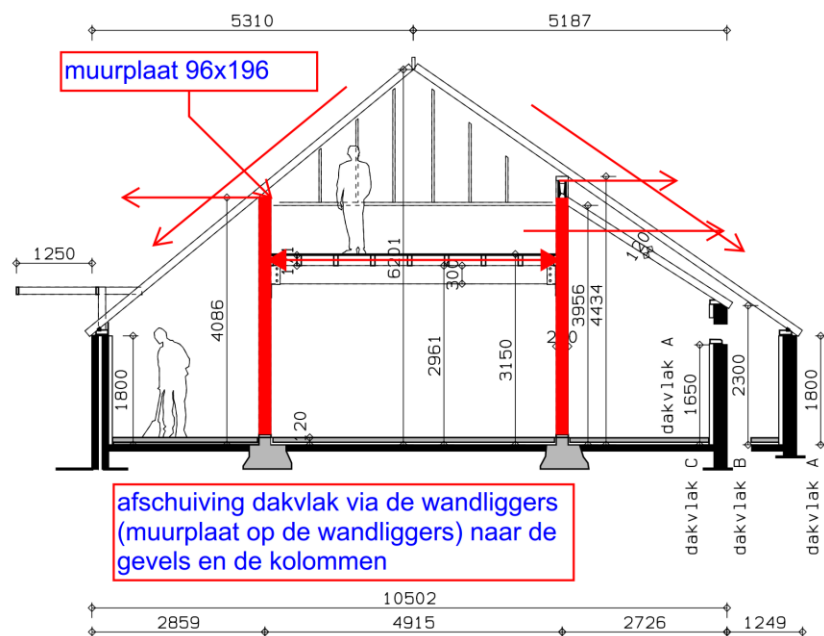 5310
5187
muurplaat 96x196
1250
6201
120
300
4086
3956
4434
2961
3150
1800
120
dakvlak A
1650
2300
1800
afschuiving dakvlak via de wandliggers
(muurplaat op de wandliggers) naar de
gevels en de kolommen
dakvlak C
dakvlak B
dakvlak A
10502
2859
4915
2726
1249